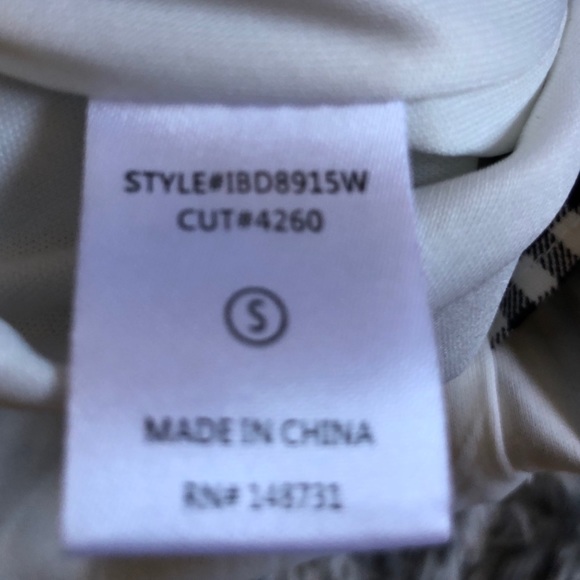 STYLE#IBD8915W
CUT#4260
S
MADE IN CHINA
RN# 148731